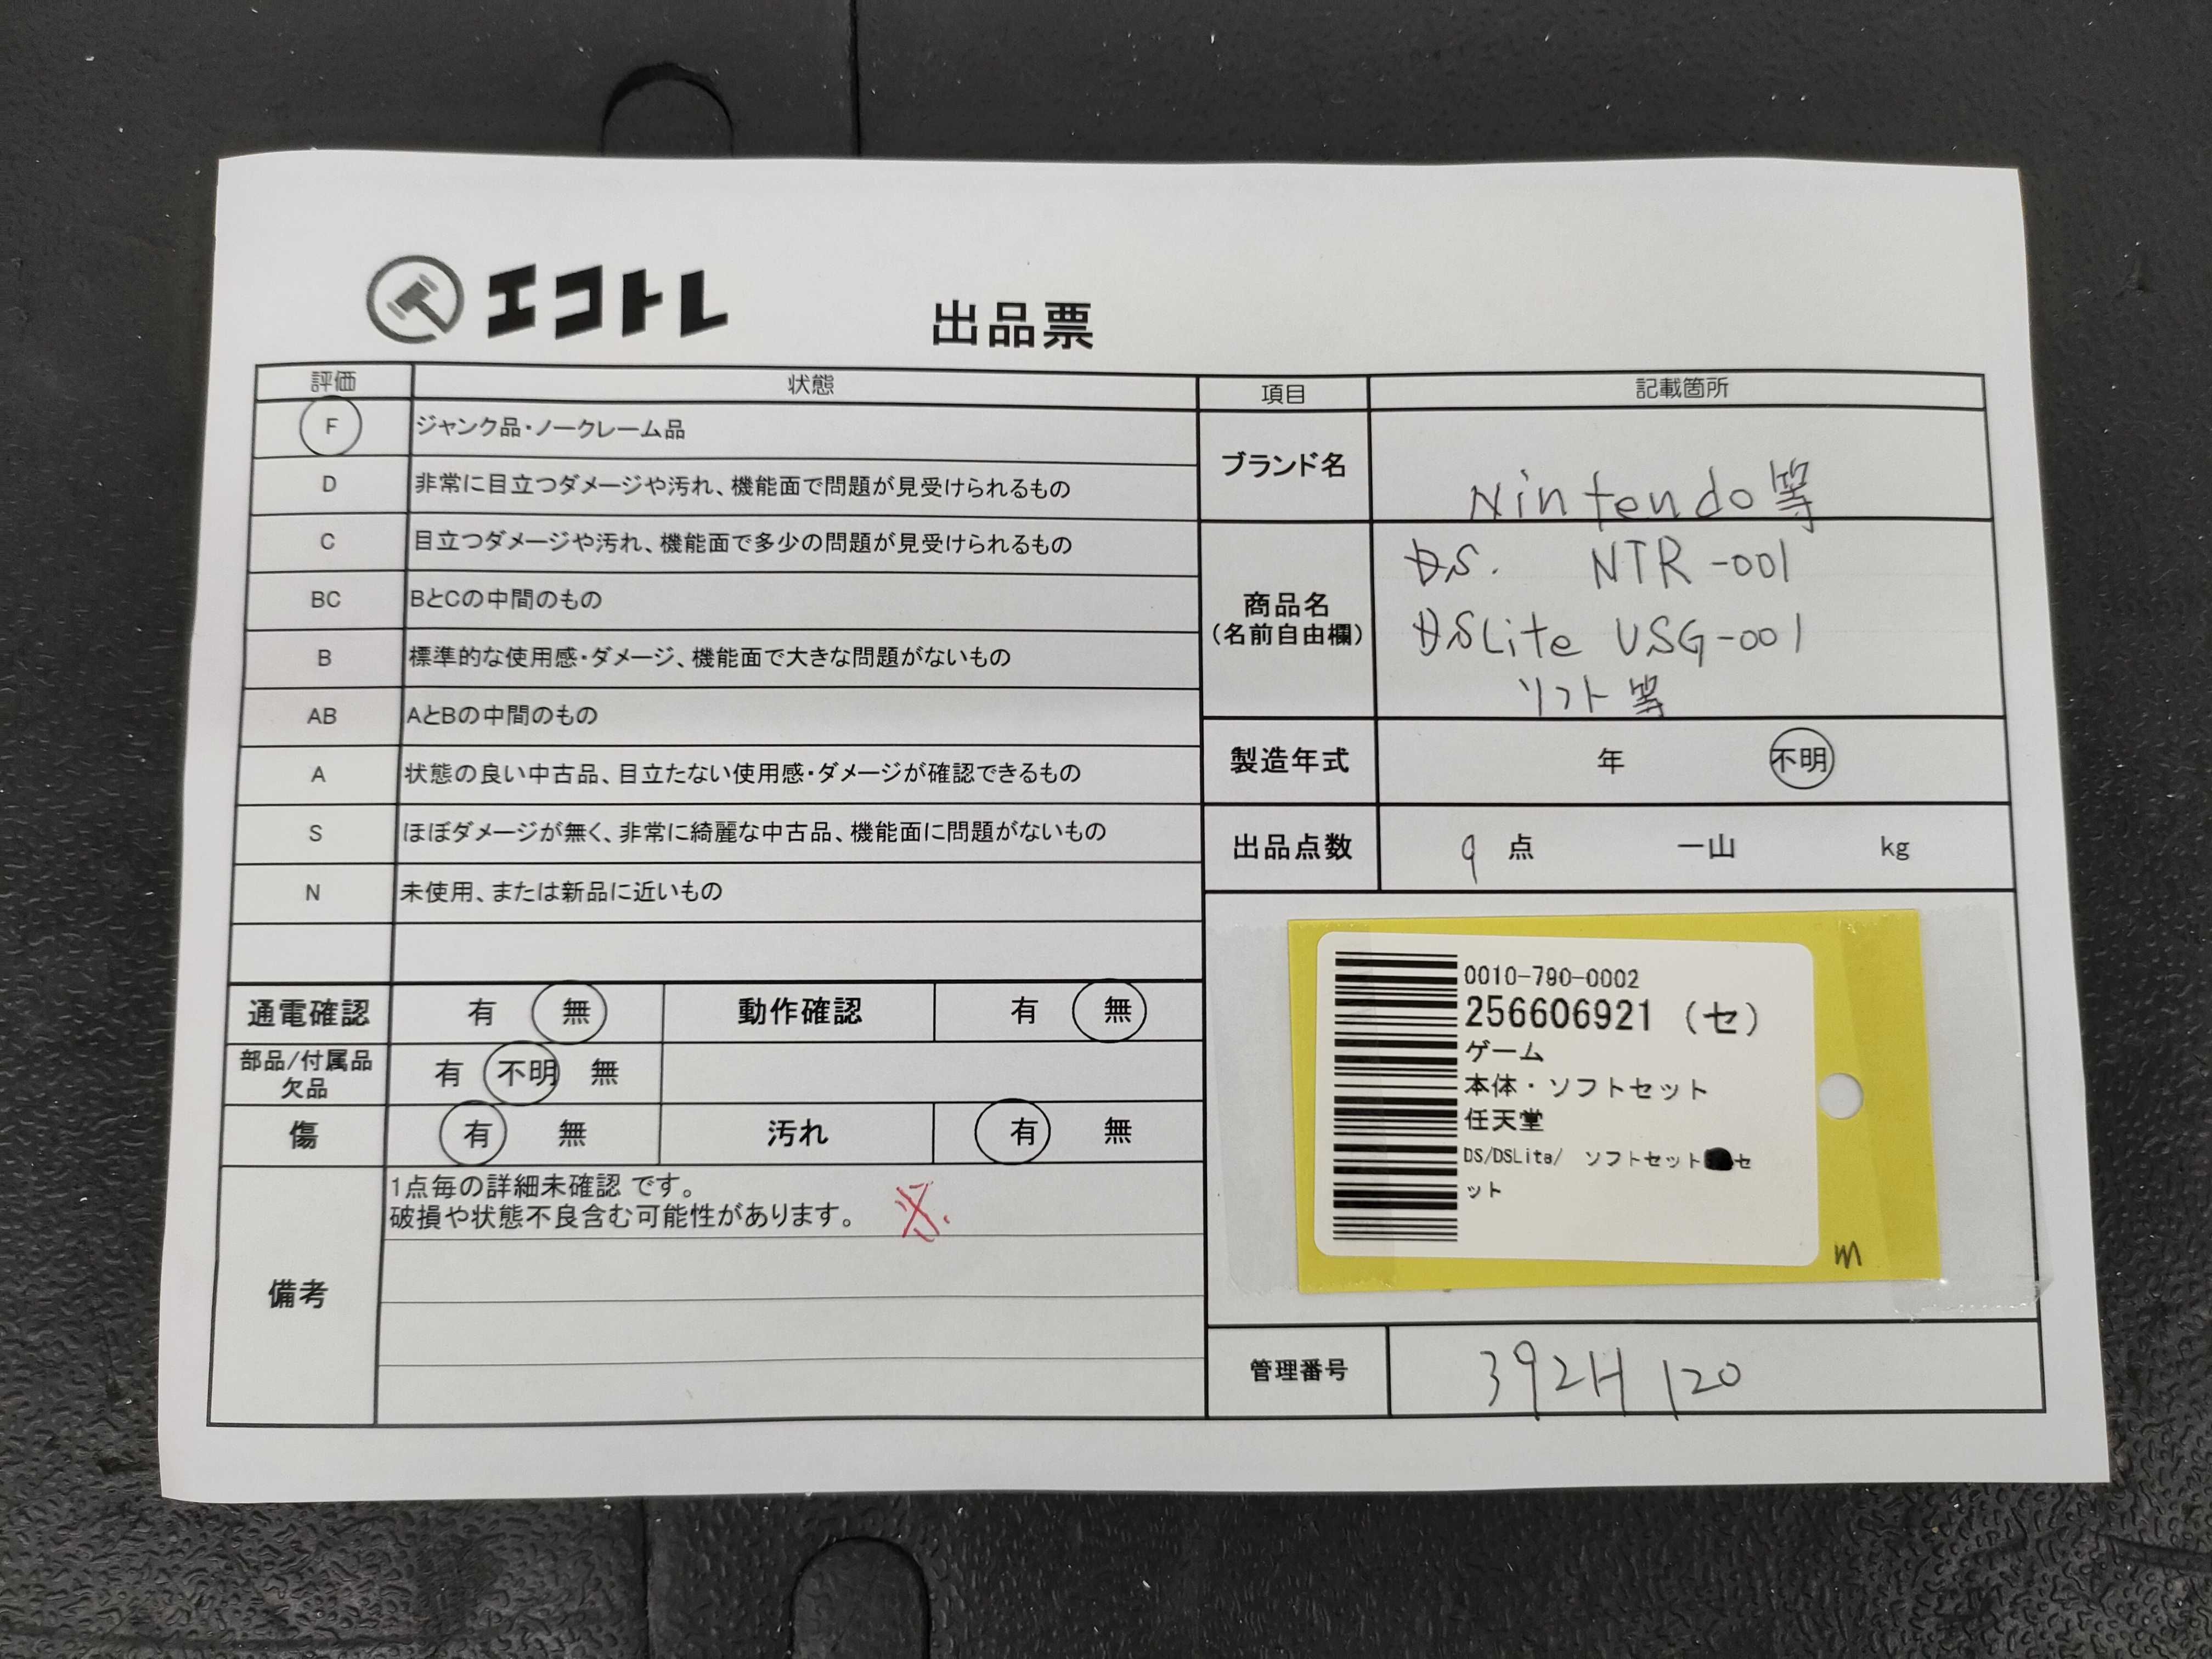 エコトレ
出品票
評価 状態
F ジャンク品・ノークレーム品
D 非常に目立つダメージや汚れ、機能面で問題が見受けられるもの
C 目立つダメージや汚れ、機能面で多少の問題が見受けられるもの
BC BとCの中間のもの
B 標準的な使用感・ダメージ、機能面で大きな問題がないもの
AB AとBの中間のもの
A 状態の良い中古品、目立たない使用感・ダメージが確認できるもの
S ほぼダメージが無く、非常に綺麗な中古品、機能面に問題がないもの
N 未使用、または新品に近いもの
通電確認 有 無 動作確認 有 無
部品/付属品
欠品
有 不明 無
傷 有 無 汚れ 有 無
備考
1点毎の詳細未確認 です。
破損や状態不良含む可能性があります。
項目 記載箇所
ブランド名 Nintendo等
商品名
(名前自由欄)
DS. NTR-001
DSLite USG-001
ソフト等
製造年式 年 不明
出品点数 9 点 一山 kg
0010-790-0002
256606921 (セ)
ゲーム
本体・ソフトセット
任天堂
DS/DSLite/ ソフトセット セ
ット
m
管理番号 392H 120